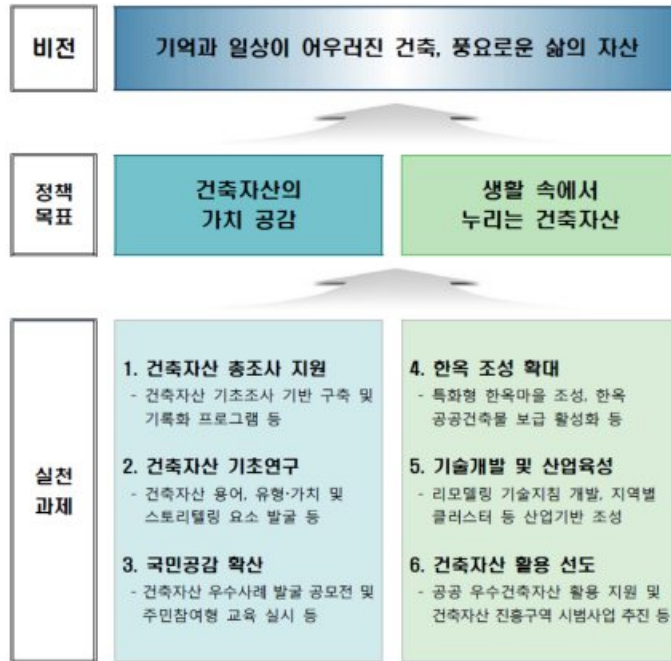 비전
기억과 일상이 어우러진 건축, 풍요로운 삶의 자산
정책
목표
건축자산의
가치 공감
생활 속에서
누리는 건축자산
실천
과제
1. 건축자산 총조사 지원
- 건축자산 기초조사 기반 구축 및
기록화 프로그램 등
2. 건축자산 기초연구
- 건축자산 용어, 유형·가치 및
스토리텔링 요소 발굴 등
3. 국민공감 확산
- 건축자산 우수사례 발굴 공모전 및
주민참여형 교육 실시 등
4. 한옥 조성 확대
- 특화형 한옥마을 조성, 한옥
공공건축물 보급 활성화 등
5. 기술개발 및 산업육성
- 리모델링 기술지침 개발, 지역별
클러스터 등 산업기반 조성
6. 건축자산 활용 선도
- 공공 우수건축자산 활용 지원 및
건축자산 진흥구역 시범사업 추진 등